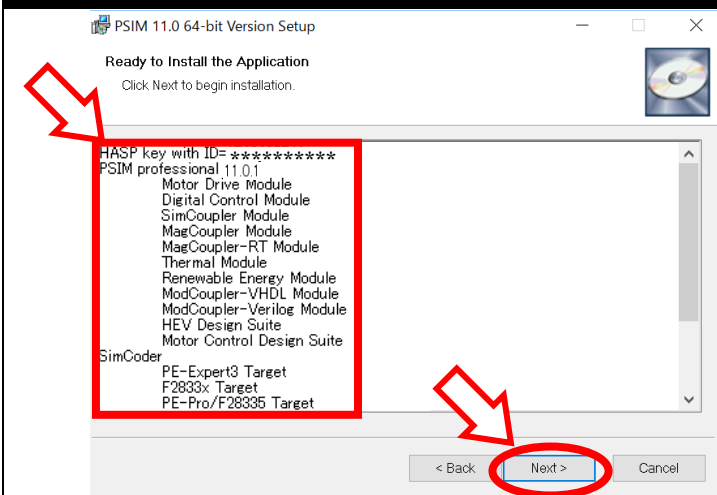 PSIM 11.0 64-bit Version Setup
Ready to Install the Application
Click Next to begin installation.
HASP key with ID= **********
PSIM professional 11.0.1
Motor Drive Module
Digital Control Module
SimCoupler Module
MagCoupler Module
MagCoupler-RT Module
Thermal Module
Renewable Energy Module
ModCoupler-VHDL Module
ModCoupler-Verilog Module
HEV Design Suite
Motor Control Design Suite
SimCoder
PE-Expert3 Target
F2833x Target
PE-Pro/F28335 Target
< Back
Next >
Cancel